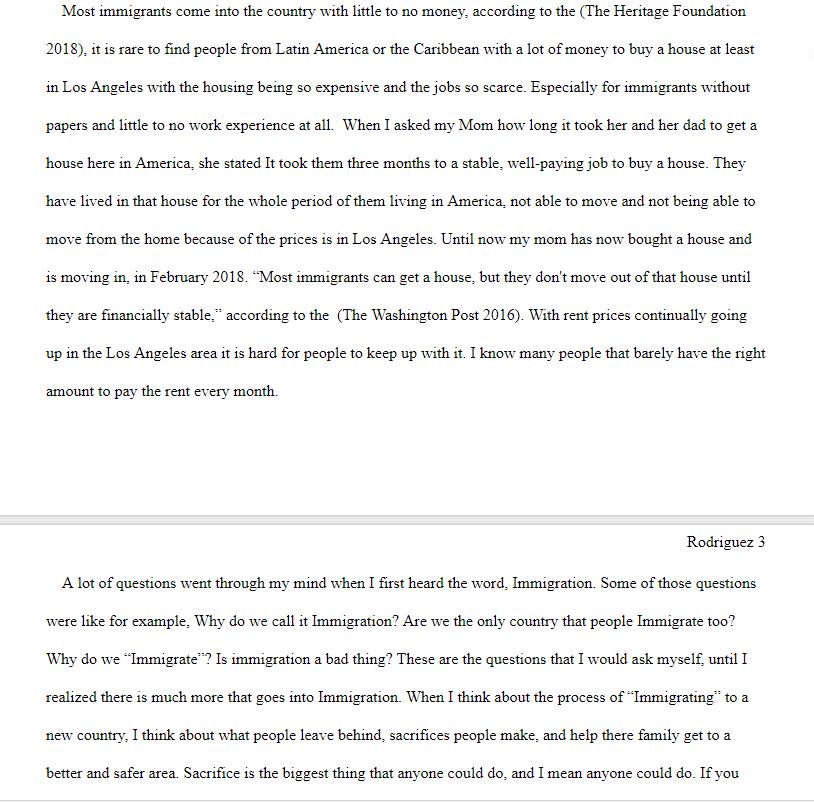 Most immigrants come into the country with little to no money, according to the (The Heritage Foundation
2018), it is rare to find people from Latin America or the Caribbean with a lot of money to buy a house at least
in Los Angeles with the housing being so expensive and the jobs so scarce. Especially for immigrants without
papers and little to no work experience at all.  When I asked my Mom how long it took her and her dad to get a
house here in America, she stated It took them three months to a stable, well-paying job to buy a house. They
have lived in that house for the whole period of them living in America, not able to move and not being able to
move from the home because of the prices is in Los Angeles. Until now my mom has now bought a house and
is moving in, in February 2018. “Most immigrants can get a house, but they don't move out of that house until
they are financially stable,” according to the  (The Washington Post 2016). With rent prices continually going
up in the Los Angeles area it is hard for people to keep up with it. I know many people that barely have the right
amount to pay the rent every month.
Rodriguez 3
A lot of questions went through my mind when I first heard the word, Immigration. Some of those questions
were like for example, Why do we call it Immigration? Are we the only country that people Immigrate too?
Why do we “Immigrate”? Is immigration a bad thing? These are the questions that I would ask myself, until I
realized there is much more that goes into Immigration. When I think about the process of “Immigrating” to a
new country, I think about what people leave behind, sacrifices people make, and help there family get to a
better and safer area. Sacrifice is the biggest thing that anyone could do, and I mean anyone could do. If you